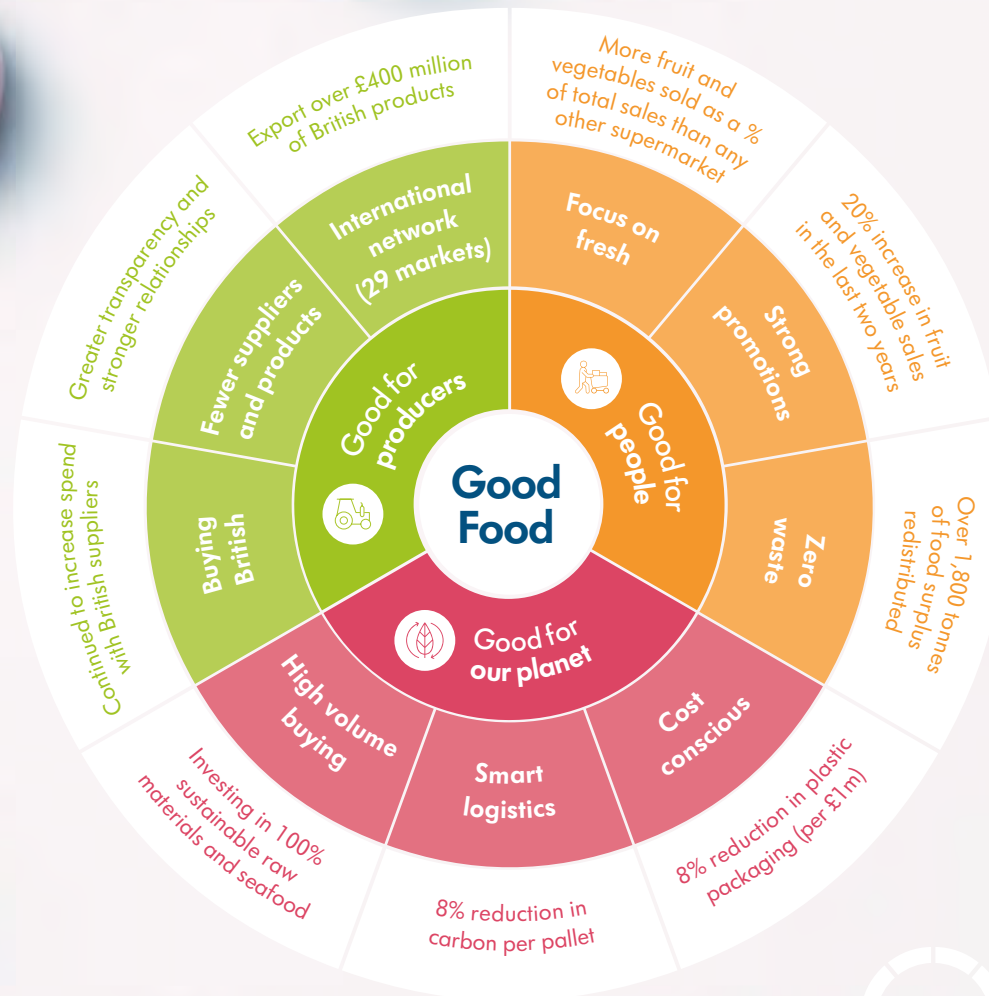 Good
Food
Good for
people
Focus on
fresh
More fruit and
vegetables sold as a %
of total sales than any
other supermarket
Strong
promotions
20% increase in fruit
and vegetable sales
in the last two years
Zero
waste
Over 1,800 tonnes
of food surplus
redistributed
Good for
our planet
Cost
conscious
8% reduction in plastic
packaging (per £1m)
Smart
logistics
8% reduction in
carbon per pallet
High volume
buying
Investing in 100%
sustainable raw
materials and seafood
Good for
producers
Buying
British
Continued to increase spend
with British suppliers
Fewer suppliers
and products
Greater transparency and
stronger relationships
International
network
(29 markets)
Export over £400 million
of British products